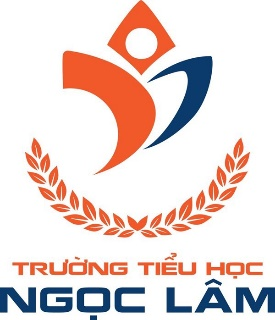 TRƯỜNG TIỂU HỌC
NGỌC LÂM